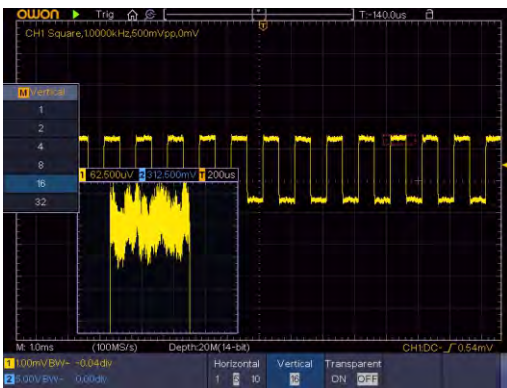 OWON Trig T:-140.0us
CH1 Square,1.0000kHz,500mVpp,0mV
M Vertical
1
2
4
8
16
32
1 62.500uV 2 312.500mV T 200us
M: 1.0ms (100MS/s) Depth:20M(14-bit) CH1:DC- 0.54mV
1 1.00mV BW~ -0.04div
2 5.00V BW~ 0.00div
Horizontal Vertical Transparent
1 5 10 16 ON OFF